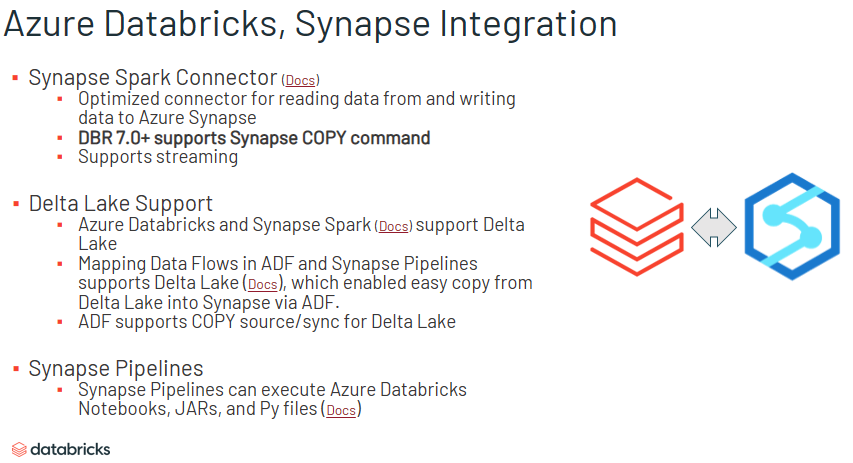 Azure Databricks, Synapse Integration
Synapse Spark Connector (Docs)
Optimized connector for reading data from and writing
data to Azure Synapse
DBR 7.0+ supports Synapse COPY command
Supports streaming
Delta Lake Support
Azure Databricks and Synapse Spark (Docs) support Delta
Lake
Mapping Data Flows in ADF and Synapse Pipelines
supports Delta Lake (Docs), which enabled easy copy from
Delta Lake into Synapse via ADF.
ADF supports COPY source/sync for Delta Lake
Synapse Pipelines
Synapse Pipelines can execute Azure Databricks
Notebooks, JARs, and Py files (Docs)
databricks